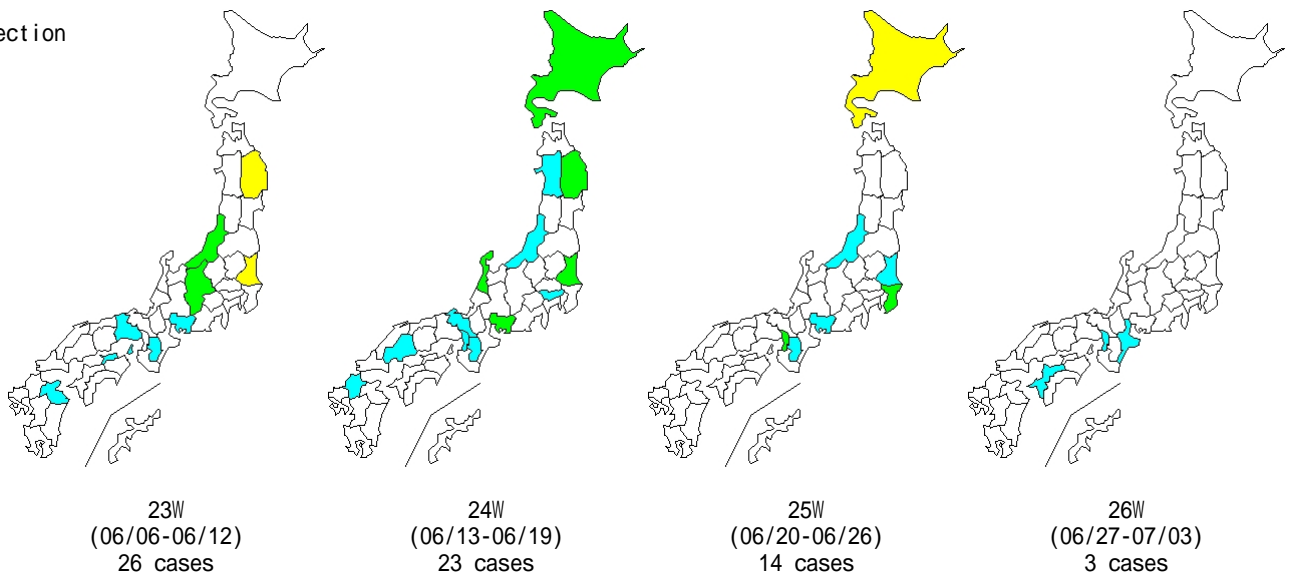 ection
23W
(06/06-06/12)
26 cases
24W
(06/13-06/19)
23 cases
25W
(06/20-06/26)
14 cases
26W
(06/27-07/03)
3 cases